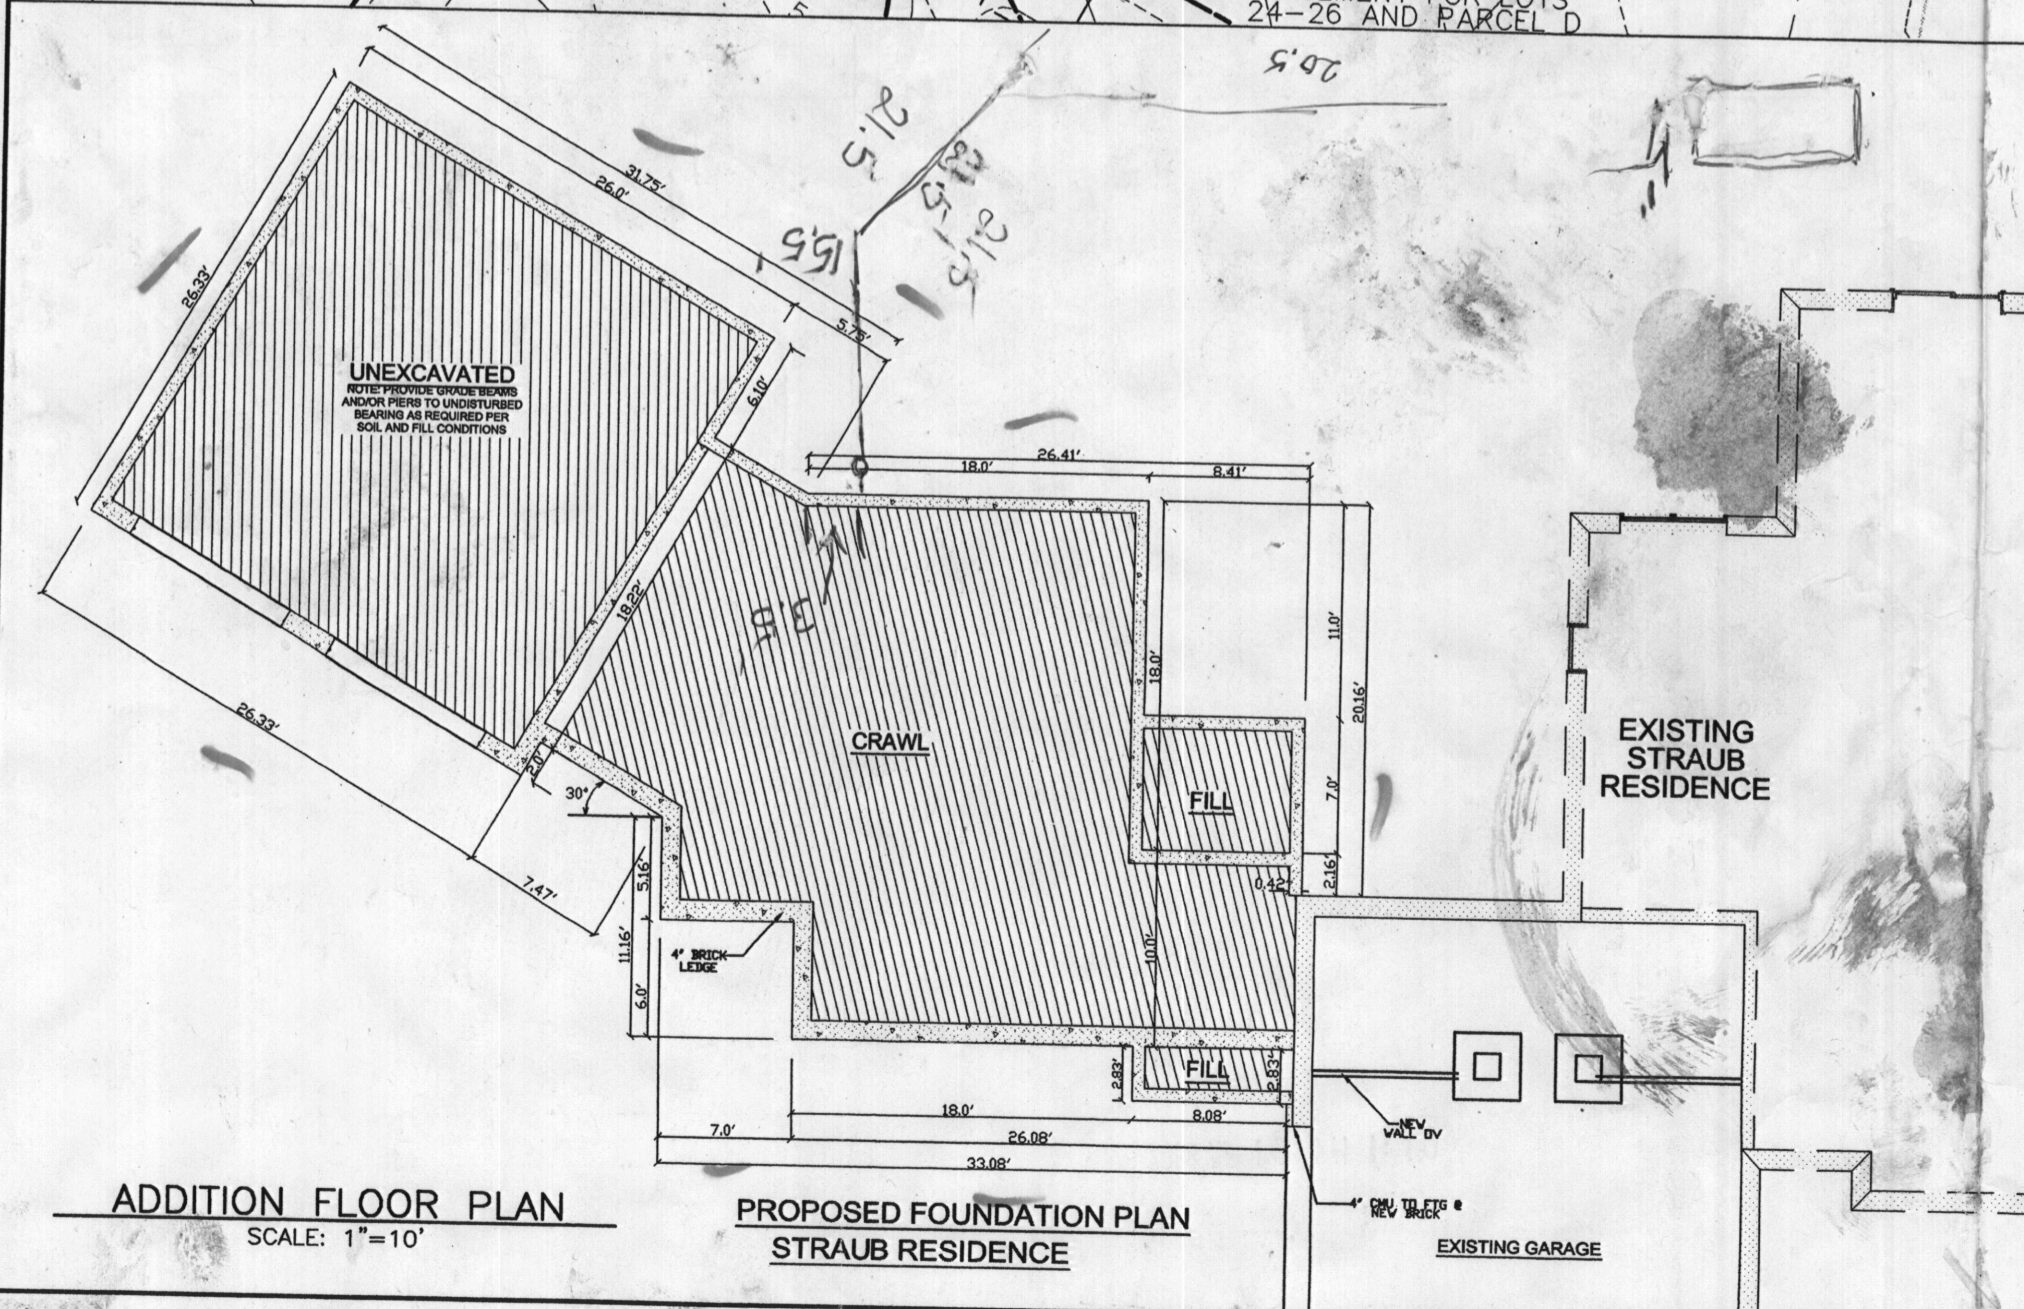 24-26 AND PARCEL D
20.5
21.5
21.5
15.5
31.75'
26.0'
26.33'
5.75'
6.10'
UNEXCAVATED
NOTE: PROVIDE GRADE BEAMS
AND/OR PIERS TO UNDISTURBED
BEARING AS REQUIRED PER
SOIL AND FILL CONDITIONS
26.41'
18.0'
8.41'
3.5
18.22'
11.0'
18.0'
20.16'
26.33'
2.0'
30°
CRAWL
FILL
7.0'
EXISTING
STRAUB
RESIDENCE
7.47'
5.16'
0.42'
2.16'
11.16'
6.0'
4" BRICK
LEDGE
10.0'
2.83'
FILL
2.83'
NEW
WALL OV
18.0'
8.08'
7.0'
26.08'
33.08'
ADDITION FLOOR PLAN
SCALE: 1"=10'
PROPOSED FOUNDATION PLAN
STRAUB RESIDENCE
4" CMU TO FTG @
NEW BRICK
EXISTING GARAGE